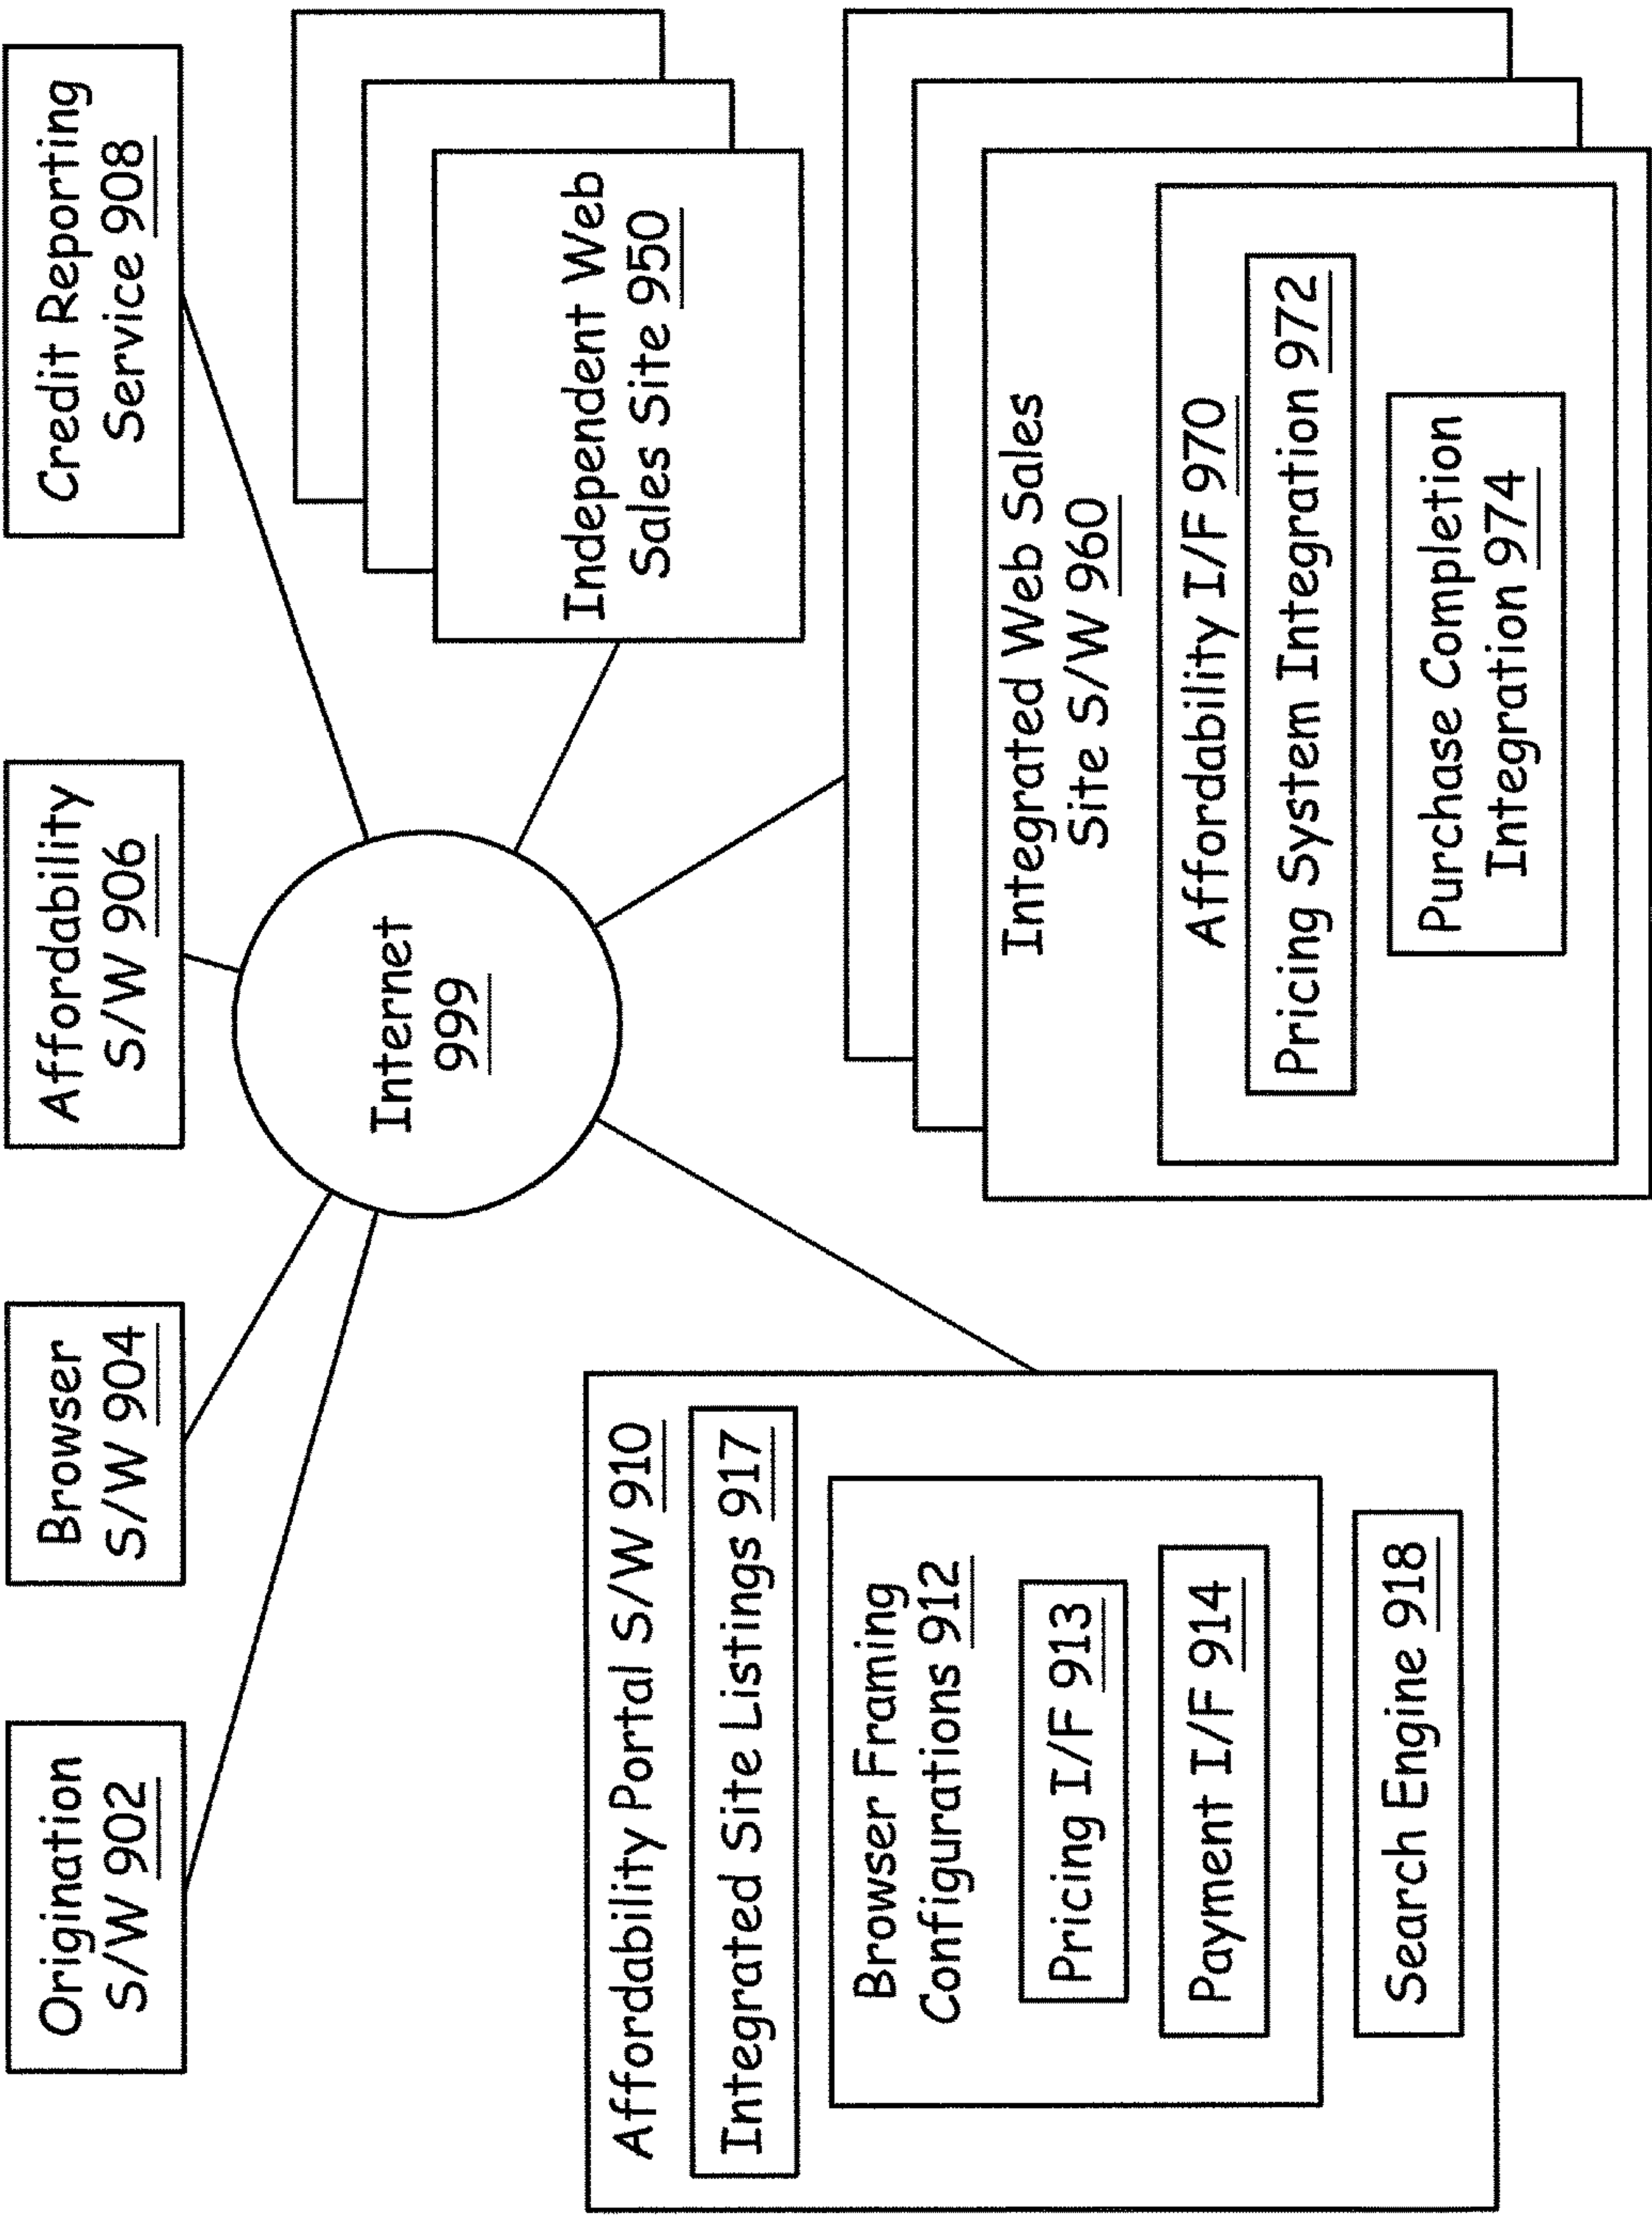 Origination
S/W 902
Browser
S/W 904
Affordability
S/W 906
Credit Reporting
Service 908
Internet
999
Independent Web
Sales Site 950
Affordability Portal S/W 910
Integrated Site Listings 917
Browser Framing
Configurations 912
Pricing I/F 913
Payment I/F 914
Search Engine 918
Integrated Web Sales
Site S/W 960
Affordability I/F 970
Pricing System Integration 972
Purchase Completion
Integration 974